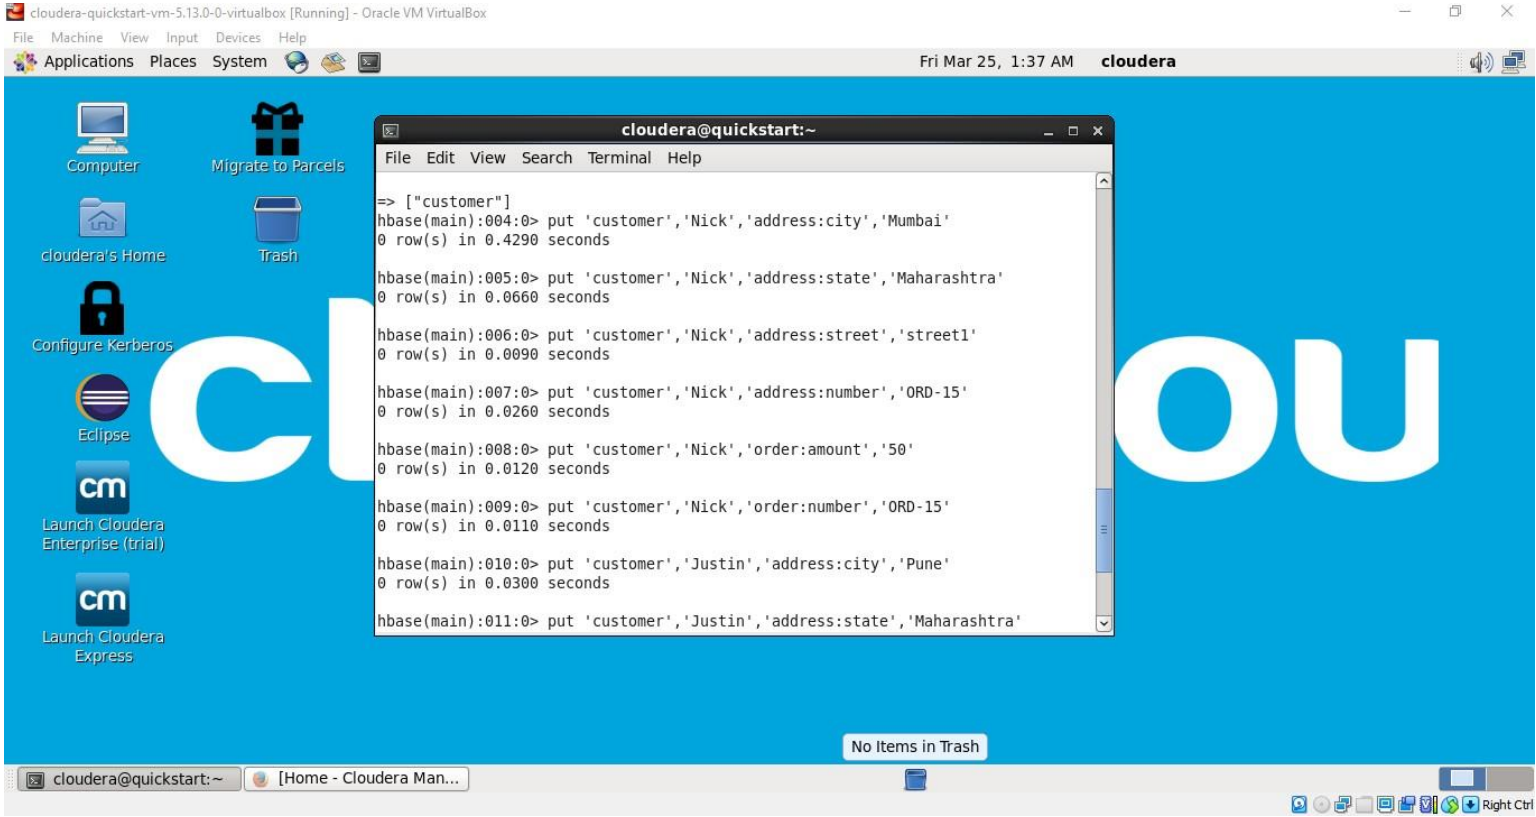 cloudera-quickstart-vm-5.13.0-0-virtualbox [Running] - Oracle VM VirtualBox
File Machine View Input Devices Help
Applications Places System Fri Mar 25, 1:37 AM cloudera
Computer
Migrate to Parcels
cloudera's Home
Trash
Configure Kerberos
Eclipse
cm
Launch Cloudera
Enterprise (trial)
cm
Launch Cloudera
Express
cloudera@quickstart:~
File Edit View Search Terminal Help
=> ["customer"]
hbase(main):004:0> put 'customer','Nick','address:city','Mumbai'
0 row(s) in 0.4290 seconds
hbase(main):005:0> put 'customer','Nick','address:state','Maharashtra'
0 row(s) in 0.0660 seconds
hbase(main):006:0> put 'customer','Nick','address:street','street1'
0 row(s) in 0.0090 seconds
hbase(main):007:0> put 'customer','Nick','address:number','ORD-15'
0 row(s) in 0.0260 seconds
hbase(main):008:0> put 'customer','Nick','order:amount','50'
0 row(s) in 0.0120 seconds
hbase(main):009:0> put 'customer','Nick','order:number','ORD-15'
0 row(s) in 0.0110 seconds
hbase(main):010:0> put 'customer','Justin','address:city','Pune'
0 row(s) in 0.0300 seconds
hbase(main):011:0> put 'customer','Justin','address:state','Maharashtra'
cl ou
No Items in Trash
cloudera@quickstart:~ [Home - Cloudera Man...
Right Ctrl